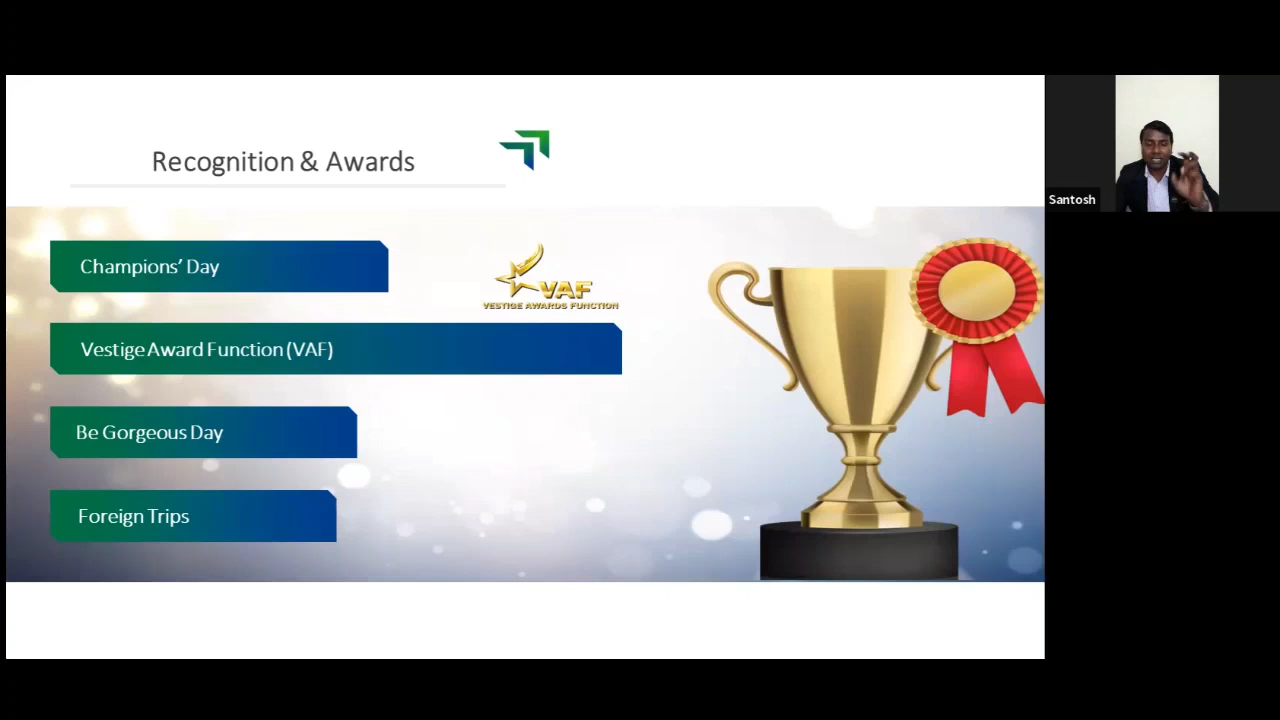 Recognition & Awards
Champions’ Day
VAF
VESTIGE AWARDS FUNCTION
Vestige Award Function (VAF)
Be Gorgeous Day
Foreign Trips
Santosh